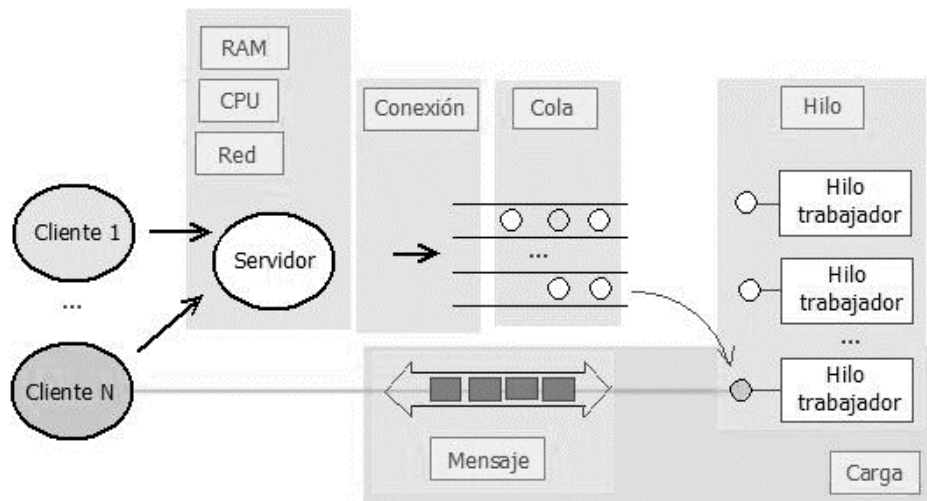 RAM
CPU
Red
Conexión
Cola
Hilo
Cliente 1
...
Cliente N
Servidor
...
Hilo
trabajador
Hilo
trabajador
...
Hilo
trabajador
Mensaje
Carga